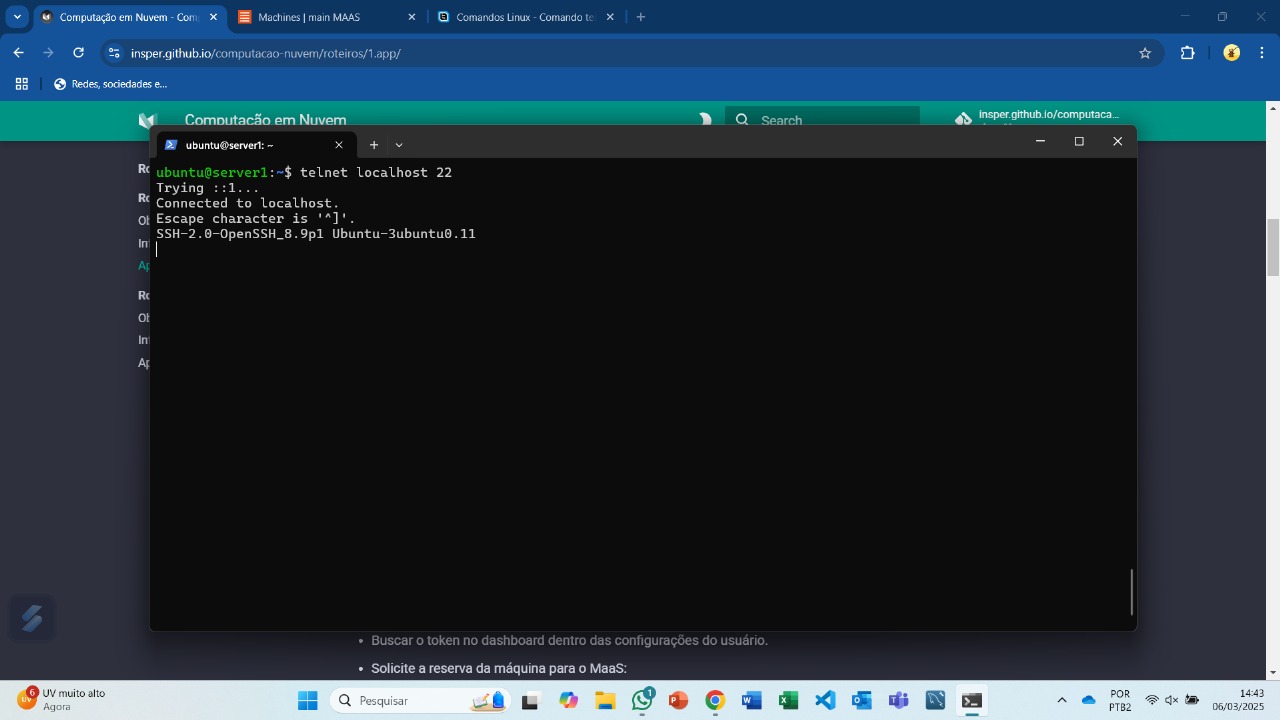 Computação em Nuvem - Com
Machines | main MAAS
Comandos Linux - Comando te
insper.github.io/computacao-nuvem/roteiros/1.app/
Redes, sociedades e...
Computação em Nuvem
Search
insper.github.io/computaca...
ubuntu@server1: ~
ubuntu@server1:~$ telnet localhost 22
Trying ::1...
Connected to localhost.
Escape character is '^]'.
SSH-2.0-OpenSSH_8.9p1 Ubuntu-3ubuntu0.11
Ro
Ro
Ob
In
Ap
Ro
Ob
In
Ap
• Buscar o token no dashboard dentro das configurações do usuário.
• Solicite a reserva da máquina para o MaaS:
6
UV muito alto
Agora
Pesquisar
1
POR
PTB2
14:43
06/03/2025